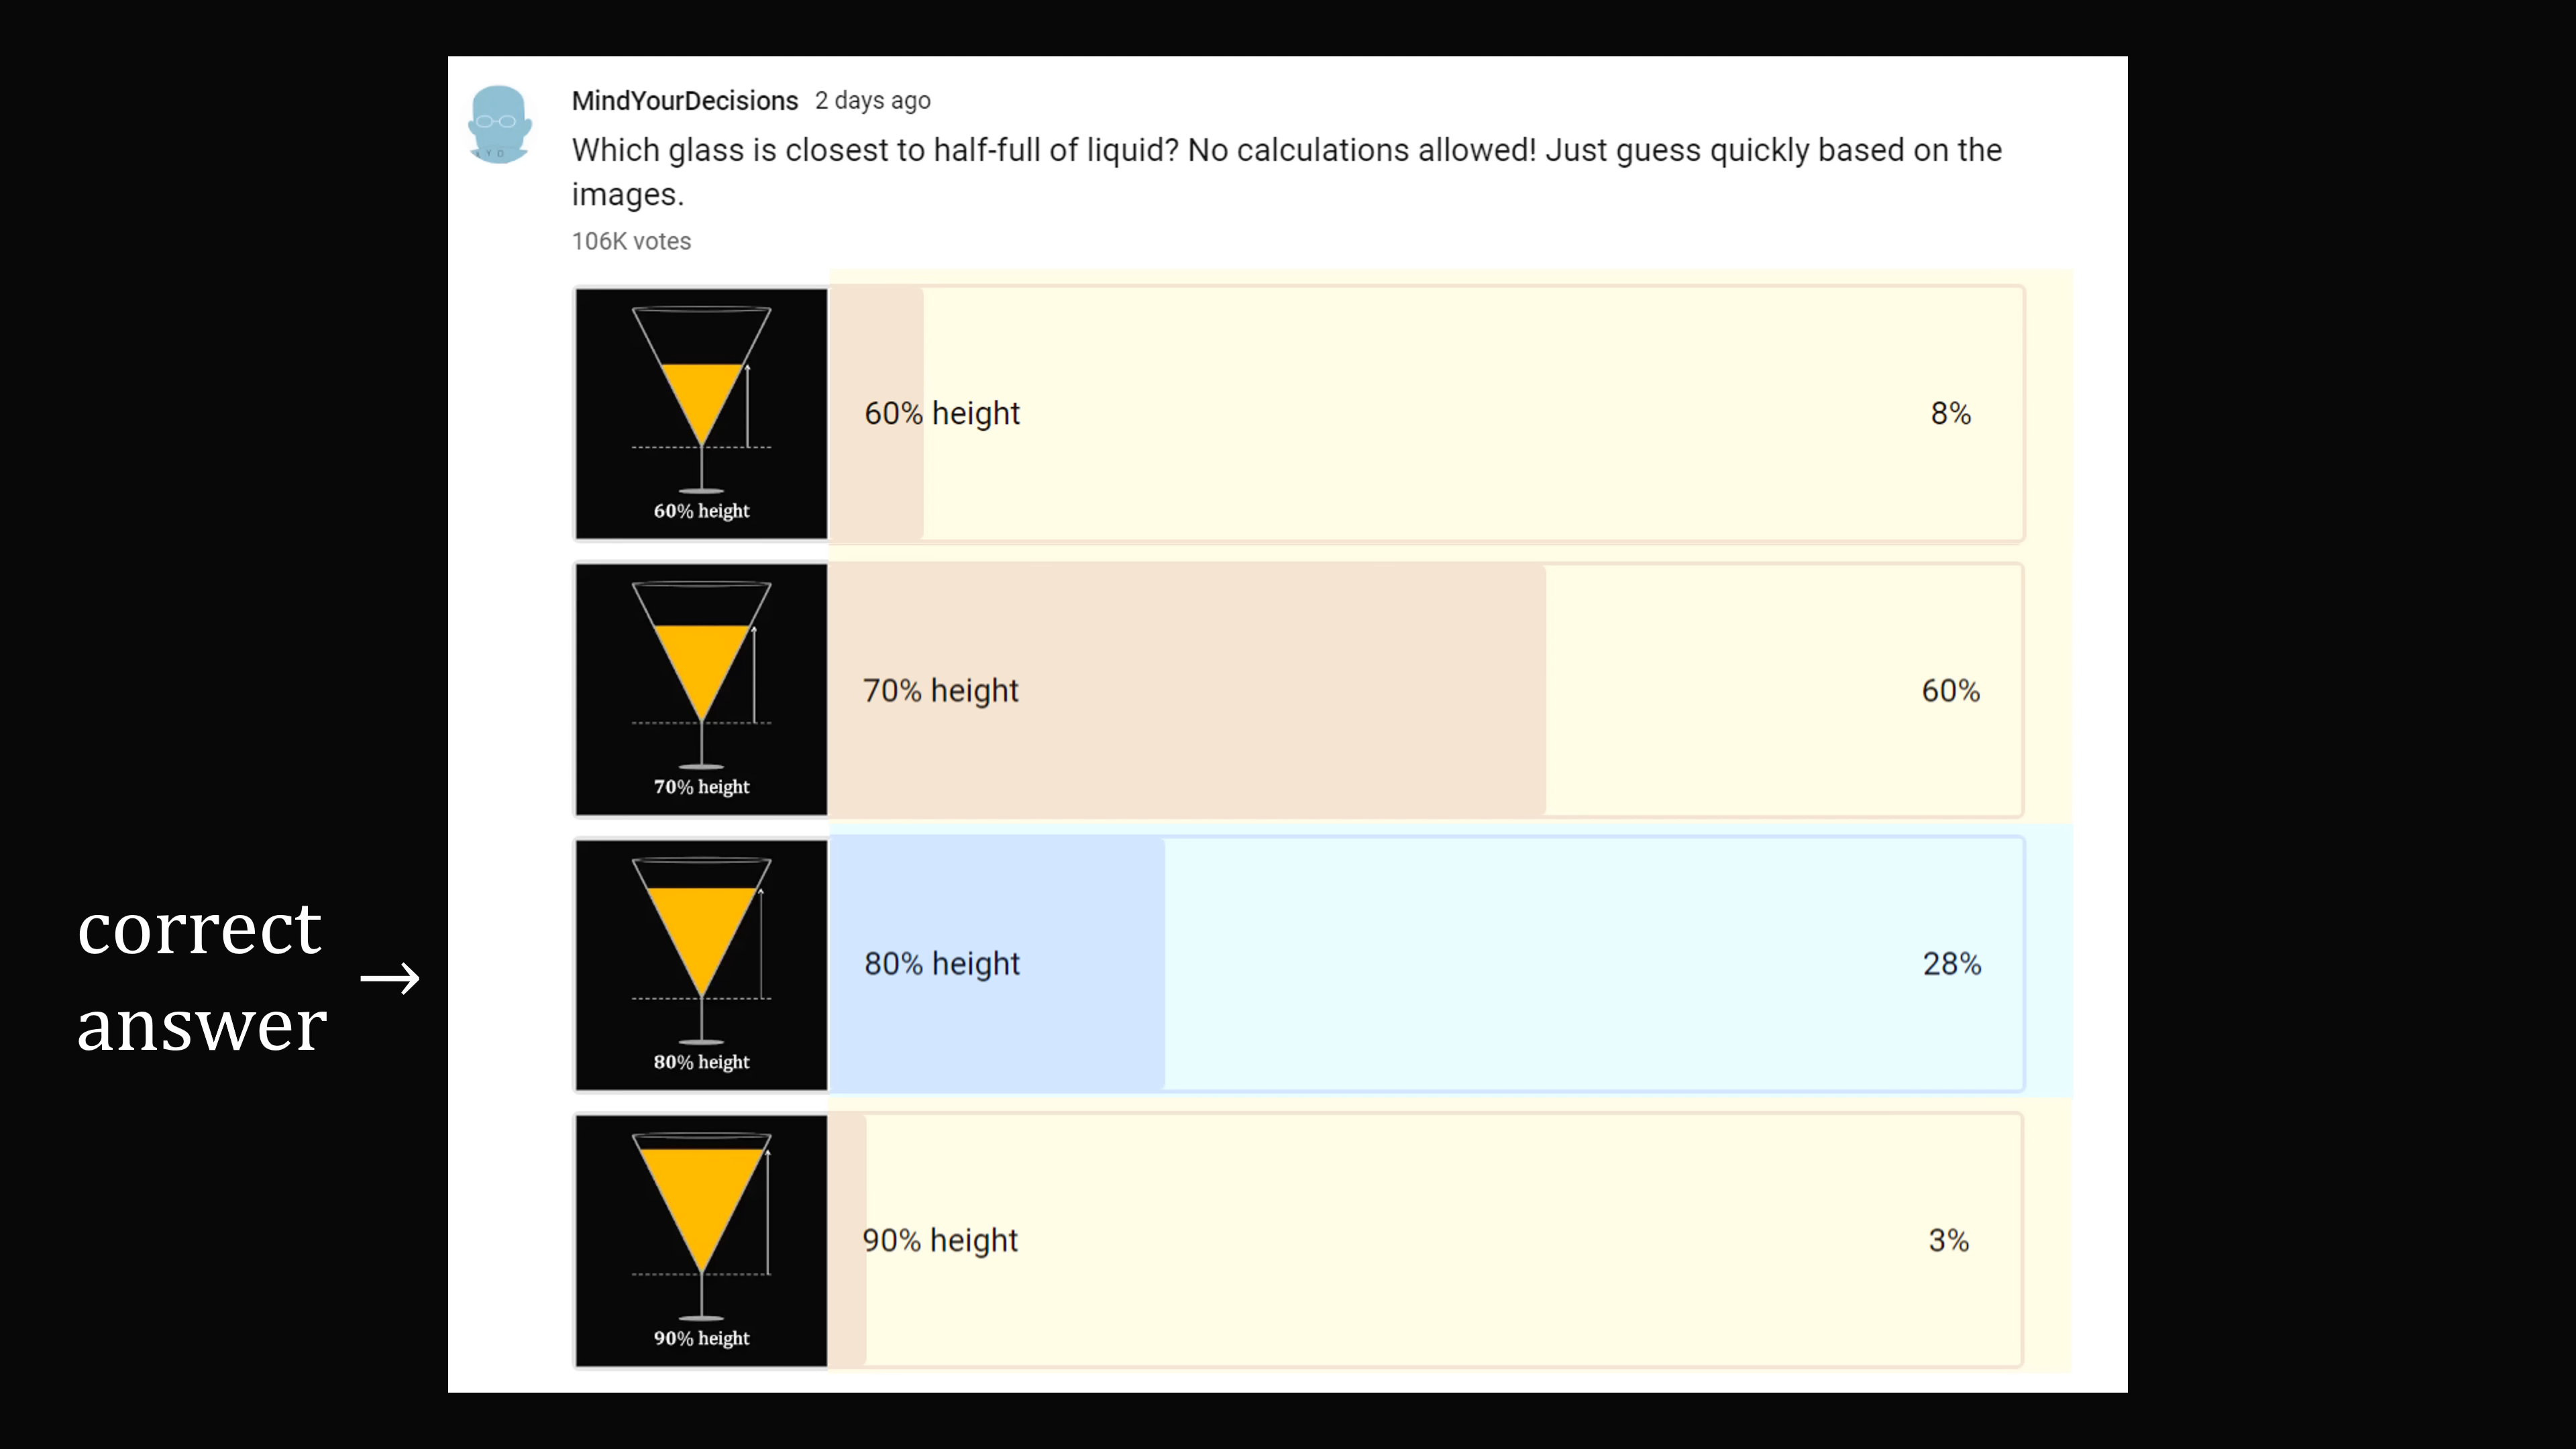 MindYourDecisions 2 days ago
Which glass is closest to half-full of liquid? No calculations allowed! Just guess quickly based on the
images.
106K votes
60% height
60% height
8%
70% height
70% height
60%
correct
answer →
80% height
80% height
28%
90% height
90% height
3%